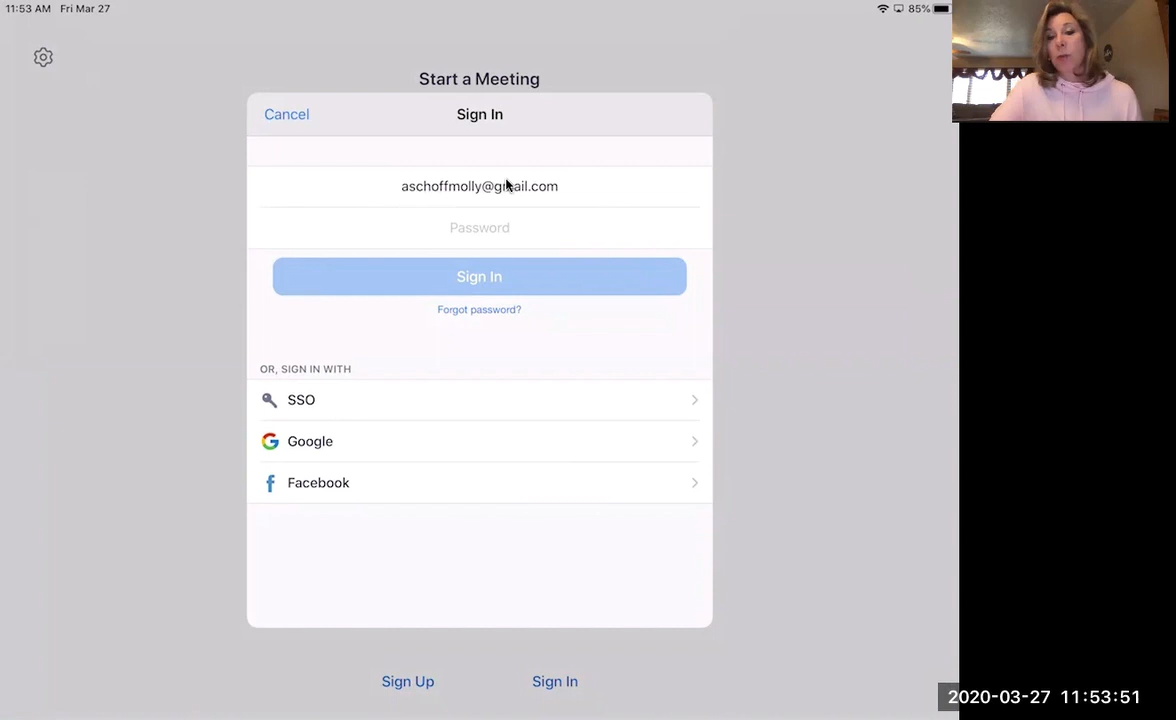 11:53 AM Fri Mar 27
85%
Start a Meeting
Cancel
Sign In
aschoffmolly@gmail.com
Password
Sign In
Forgot password?
OR, SIGN IN WITH
SSO
Google
Facebook
Sign Up
Sign In
2020-03-27 11:53:51